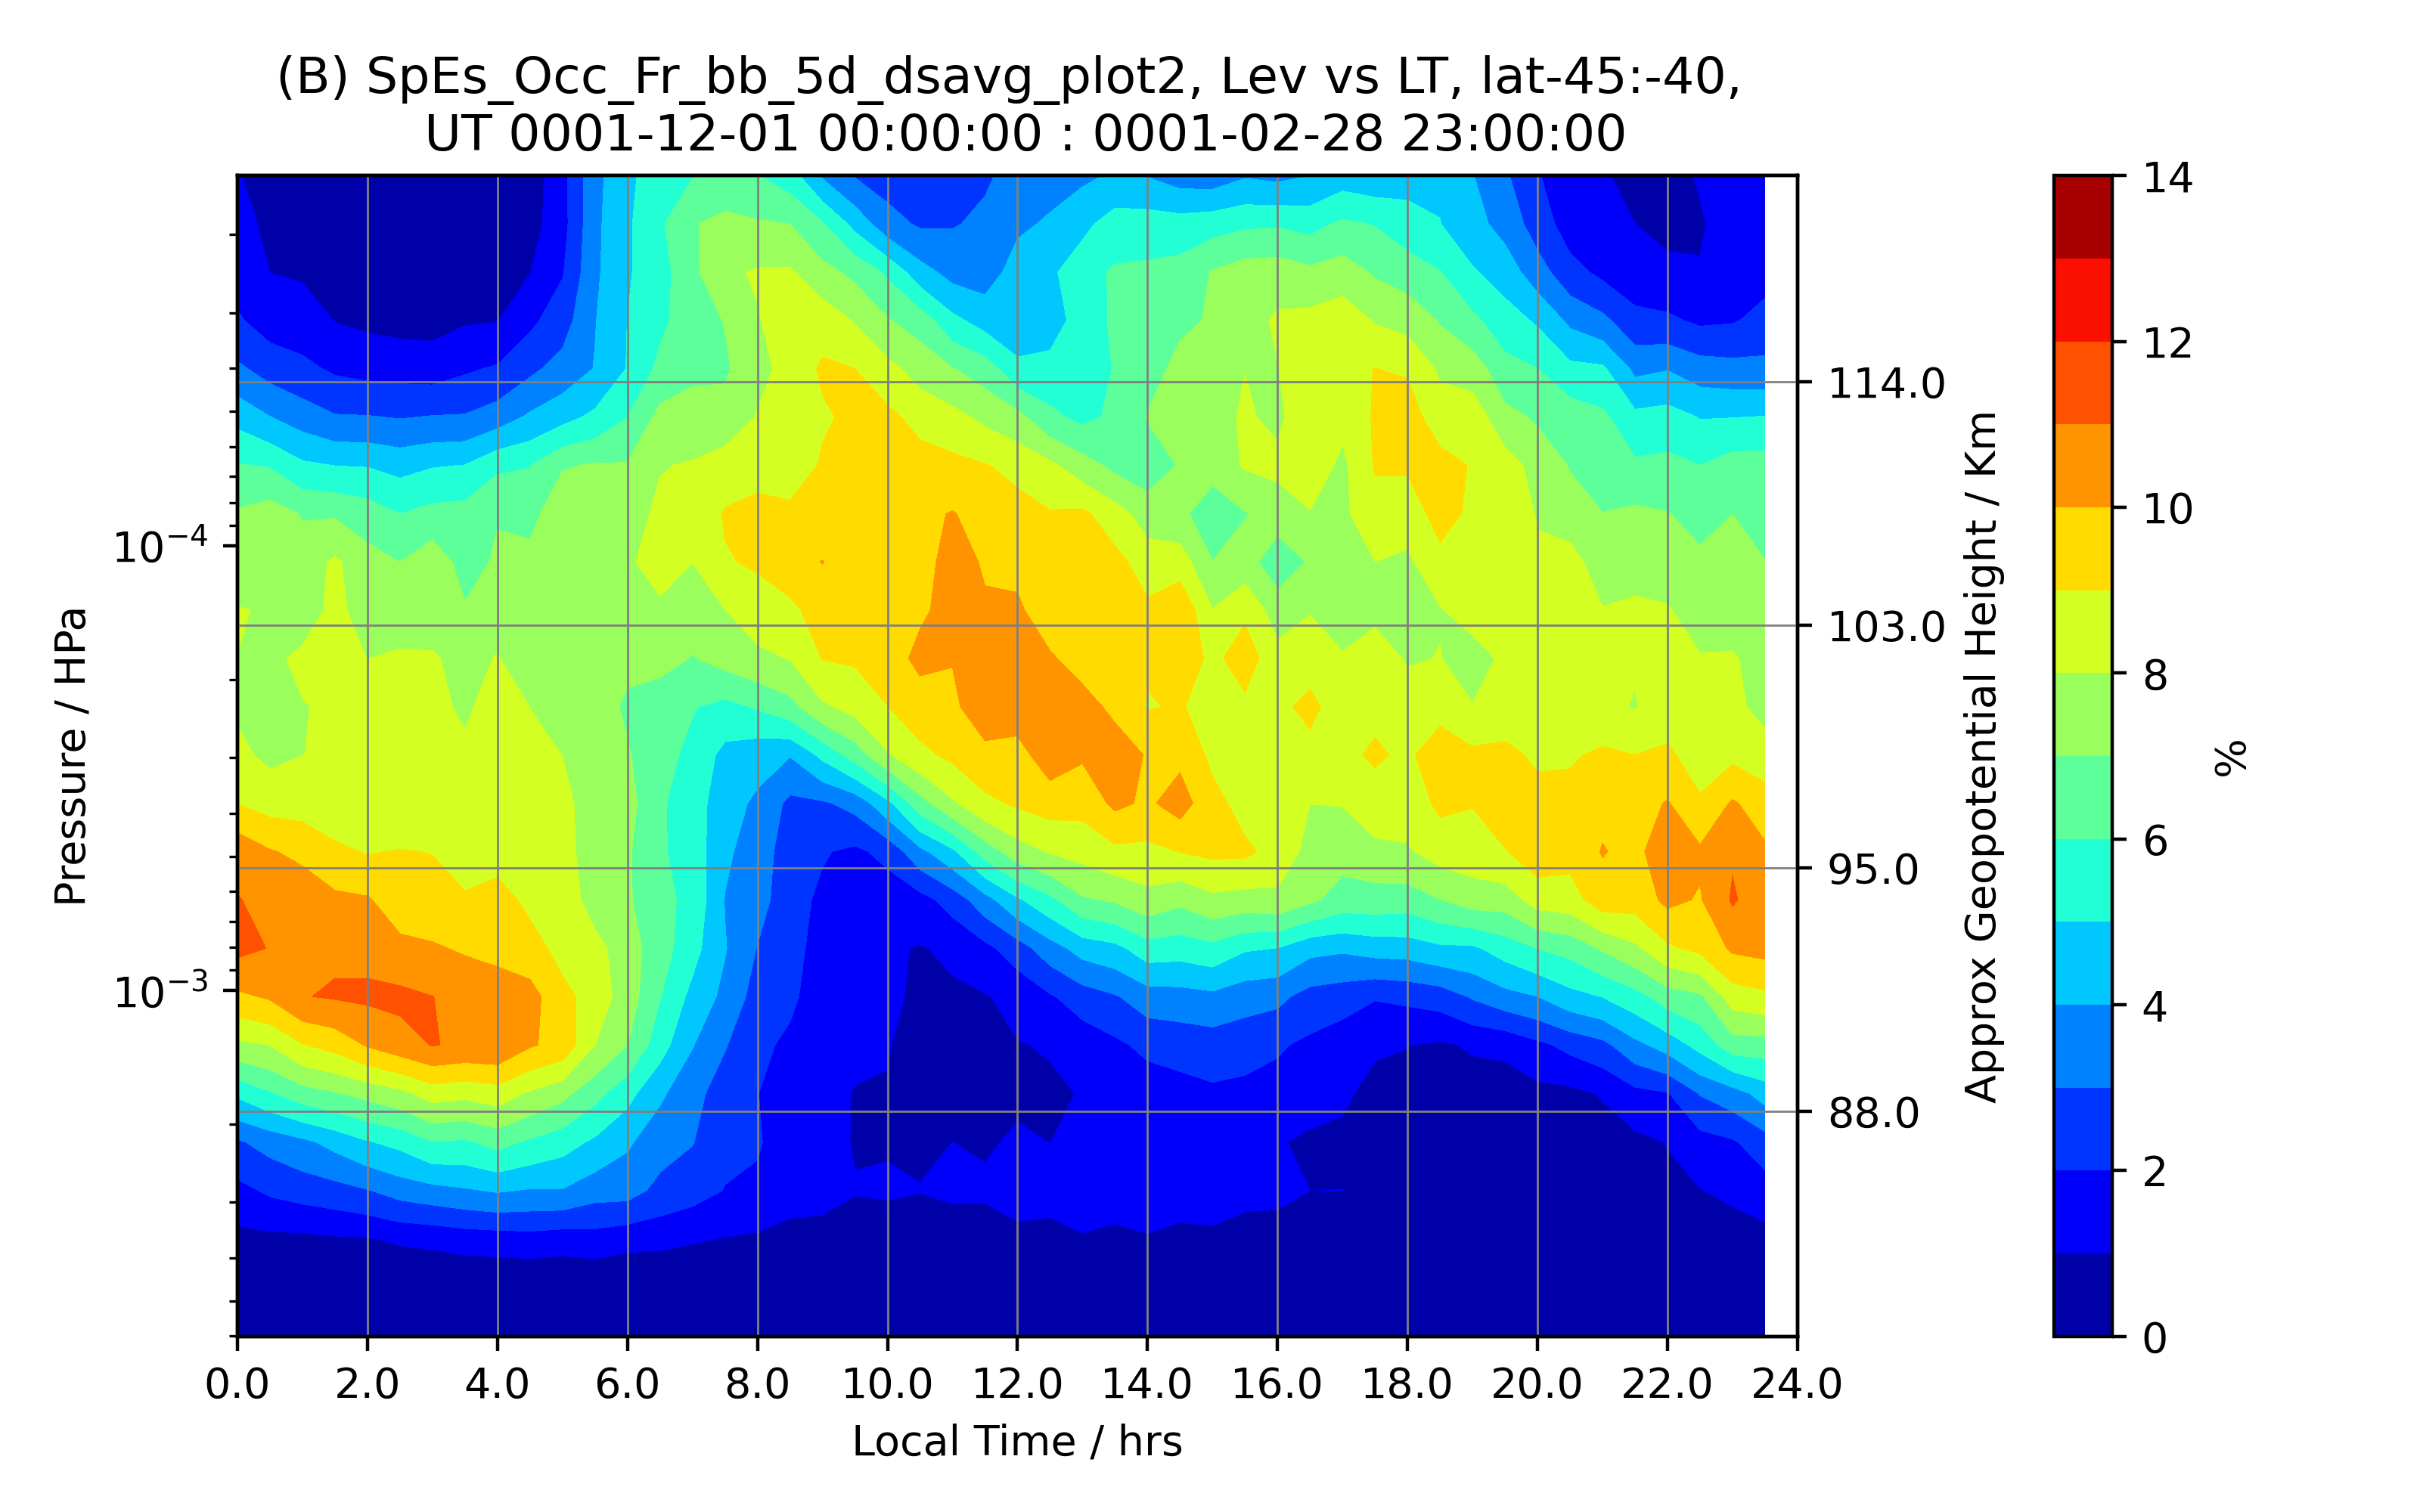 (B) SpEs_Occ_Fr_bb_5d_dsavg_plot2, Lev vs LT, lat-45:-40,
UT 0001-12-01 00:00:00 : 0001-02-28 23:00:00
Pressure / HPa
10⁻⁴
10⁻³
0.0 2.0 4.0 6.0 8.0 10.0 12.0 14.0 16.0 18.0 20.0 22.0 24.0
Local Time / hrs
114.0
103.0
95.0
88.0
Approx Geopotential Height / Km
14
12
10
8
6
4
2
0
%